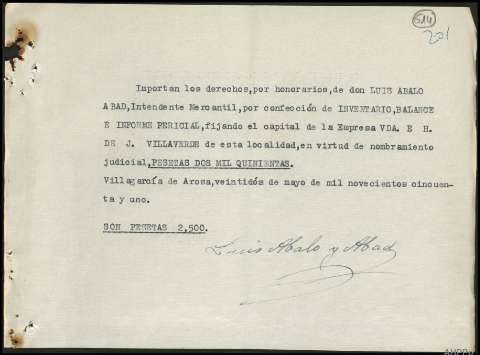 514
201
Importan los derechos,por honorarios,de don LUIS ABALO
ABAD,Intendente Mercantil,por confección de INVENTARIO,BALANCE
E INFORME PERICIAL,fijando el capital de la Empresa VDA. E H.
DE J. VILLAVERDE de esta localidad,en virtud de nombramiento
judicial,PESETAS DOS MIL QUINIENTAS.
Villagarcía de Arosa,veintidós de mayo de mil novecientos cincuen-
ta y uno.
SON PESETAS 2,500.
Luis Abalo y Abad